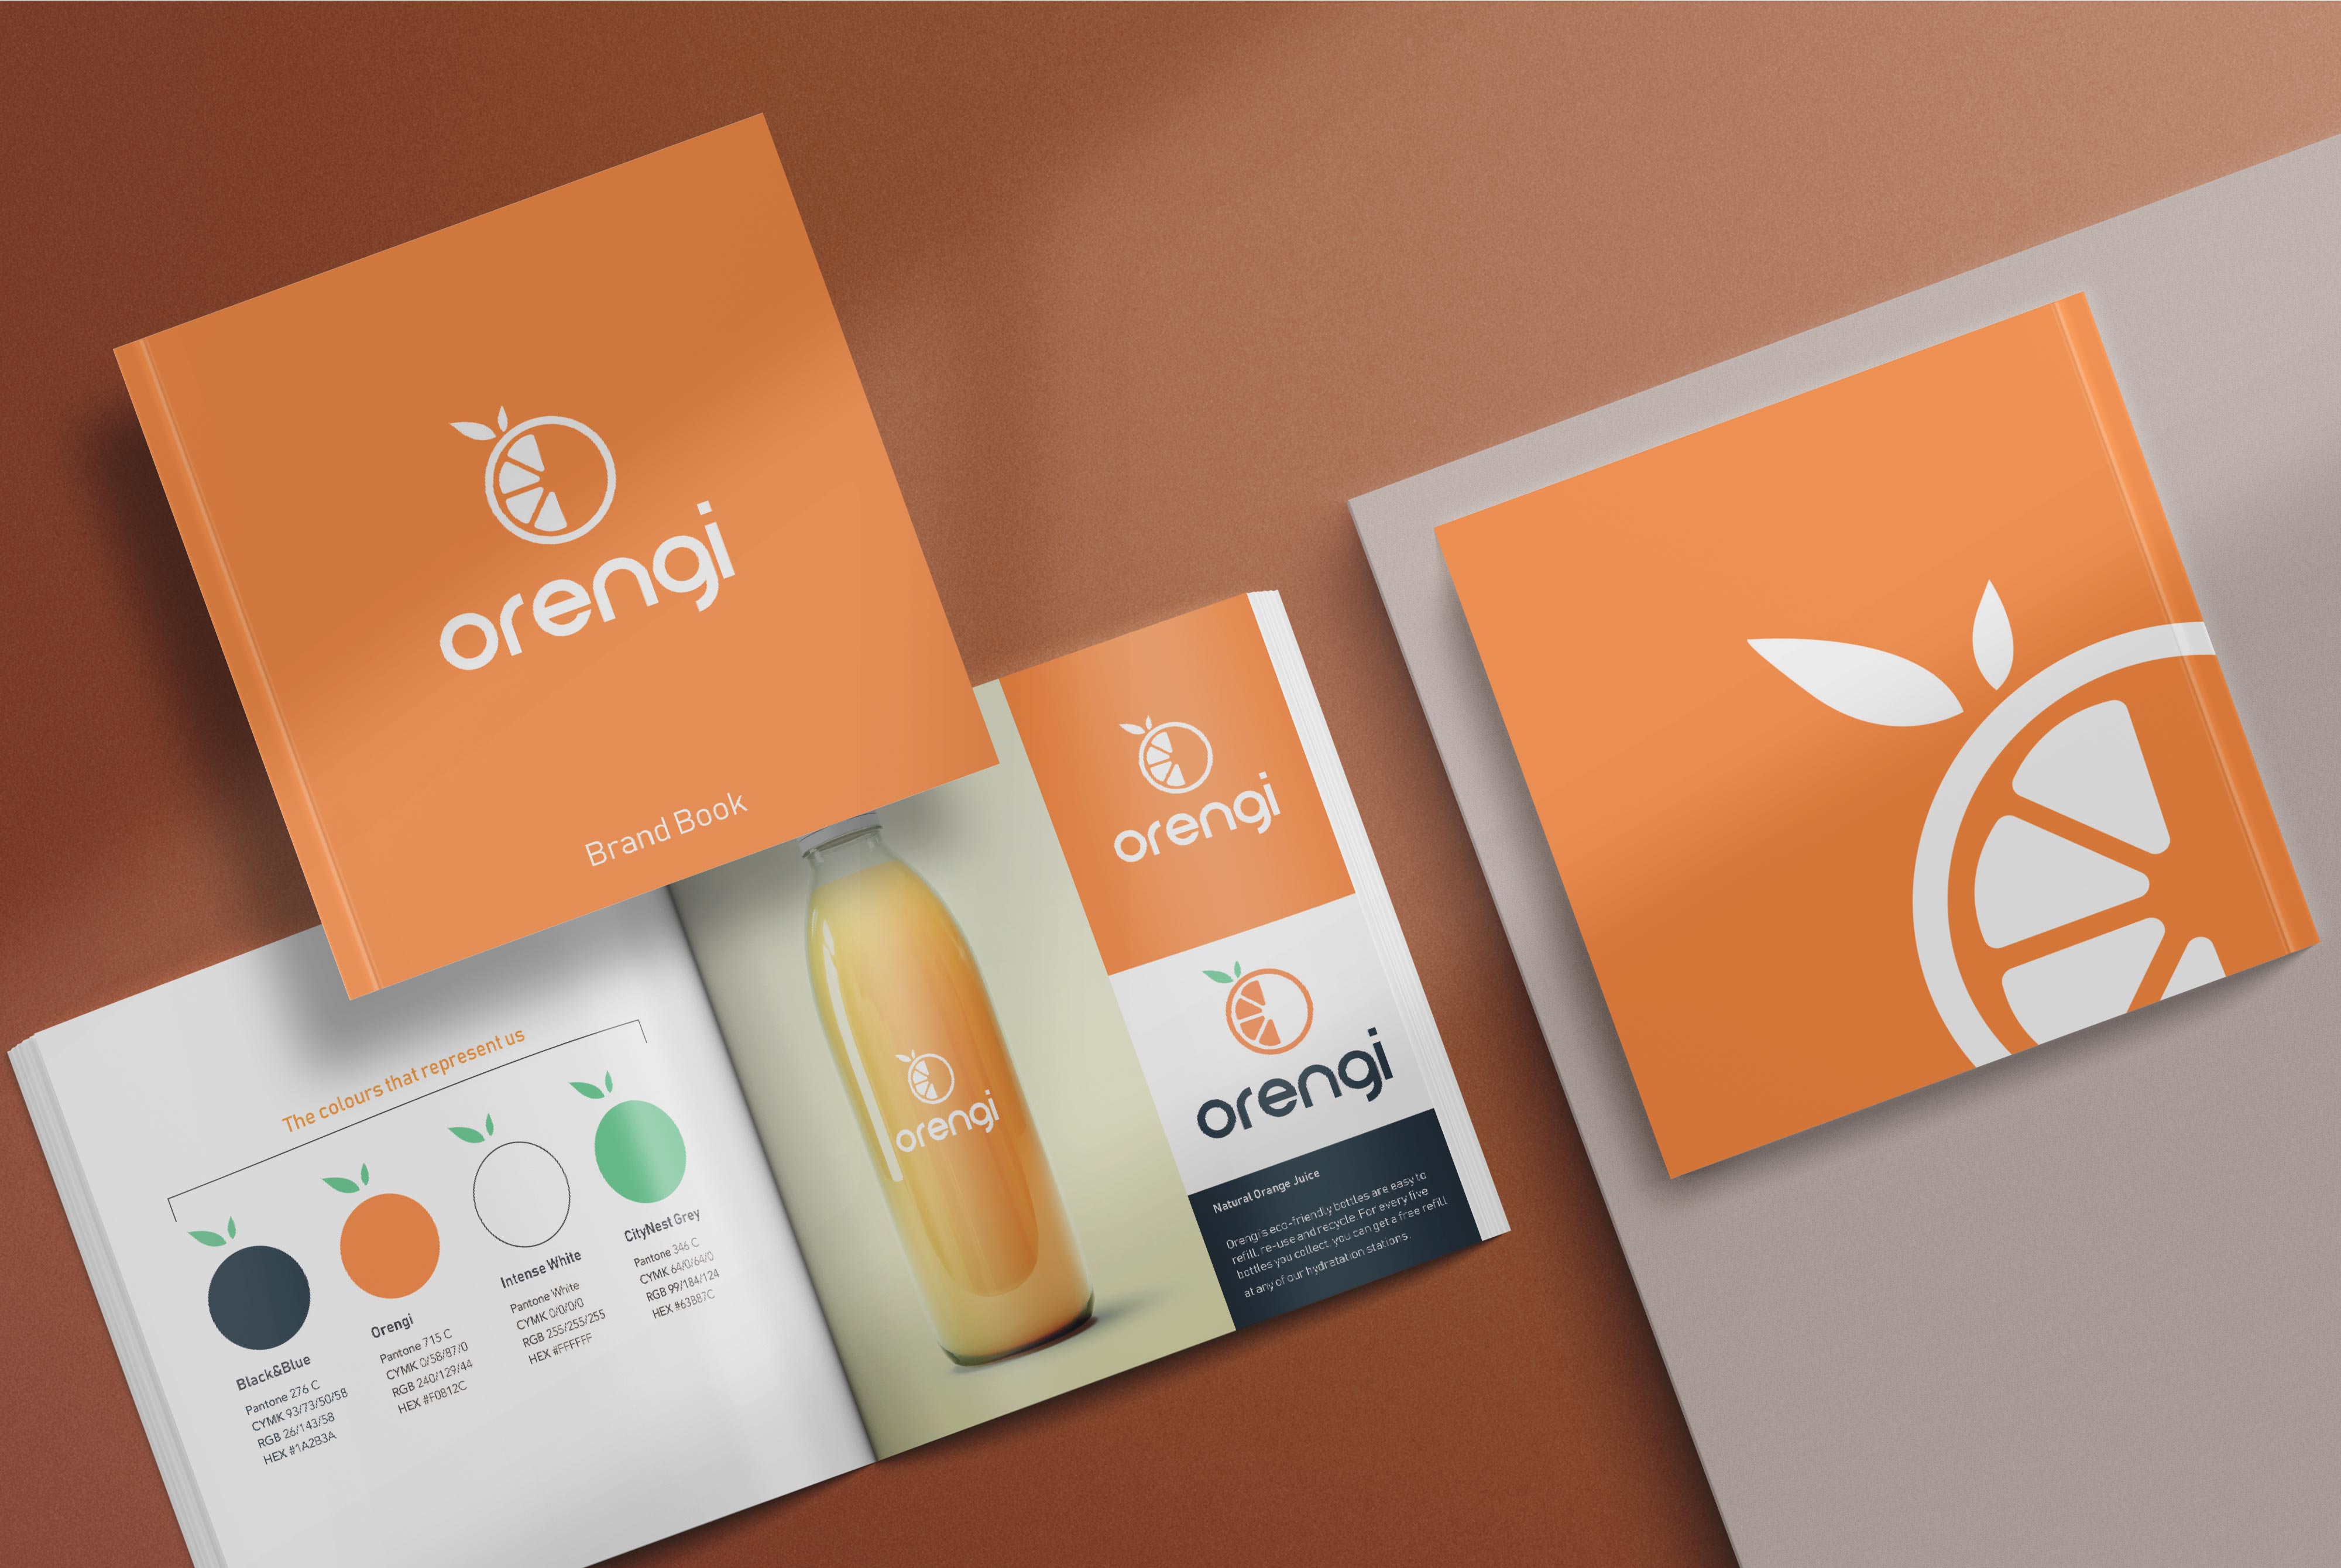 orengi
Brand Book
The colours that represent us
Black&Blue
Pantone 276 C
CYMK 93/73/50/58
RGB 26/143/58
HEX #1A2B3A
Orengi
Pantone 715 C
CYMK 0/58/87/0
RGB 240/129/44
HEX #F0812C
Intense White
Pantone White
CYMK 0/0/0/0
RGB 255/255/255
HEX #FFFFFF
CityNest Grey
Pantone 346 C
CYMK 64/0/64/0
RGB 99/184/124
HEX #63B87C
orengi
orengi
orengi
Natural Orange Juice
Orengi's eco-friendly bottles are easy to
refill, re-use and recycle. For every five
bottles you collect, you can get a free refill
at any of our hydratation stations.